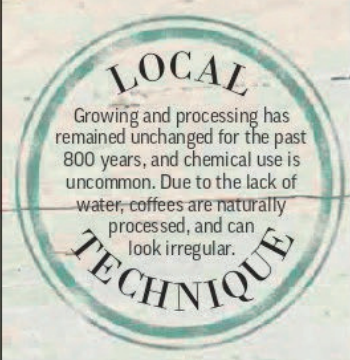 LOCAL
Growing and processing has
remained unchanged for the past
800 years, and chemical use is
uncommon. Due to the lack of
water, coffees are naturally
processed, and can
look irregular.
TECHNIQUE